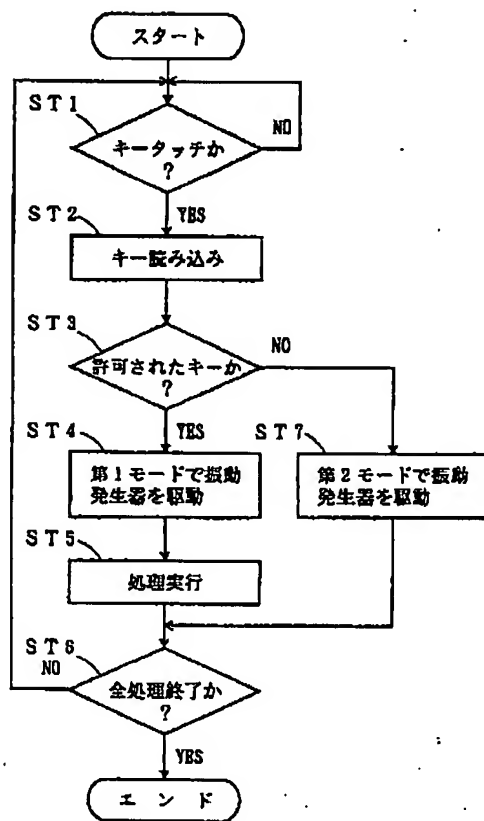 スタート
ST1
NO
キータッチか
?
YES
ST2
キー読み込み
ST3
NO
許可されたキーか
?
YES
ST4
ST7
第1モードで振動
発生器を駆動
第2モードで振動
発生器を駆動
ST5
処理実行
ST6
NO
全処理終了か
?
YES
エンド